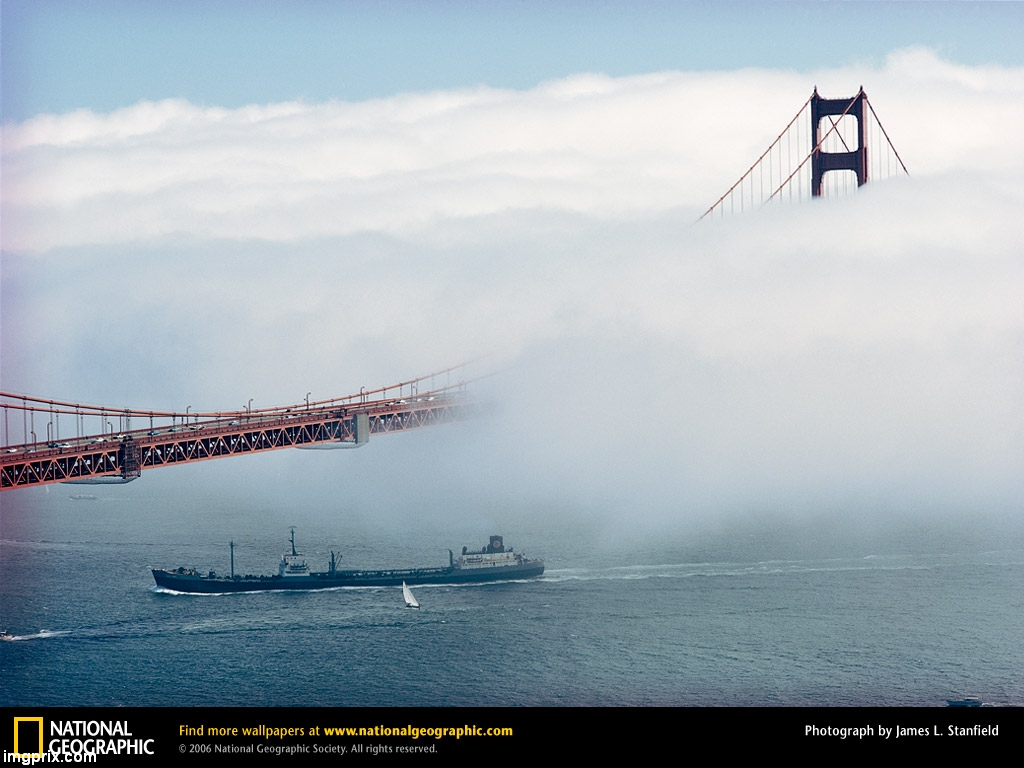 NATIONAL
GEOGRAPHIC
Find more wallpapers at www.nationalgeographic.com
© 2006 National Geographic Society. All rights reserved.
Photograph by James L. Stanfield
imgprix.com